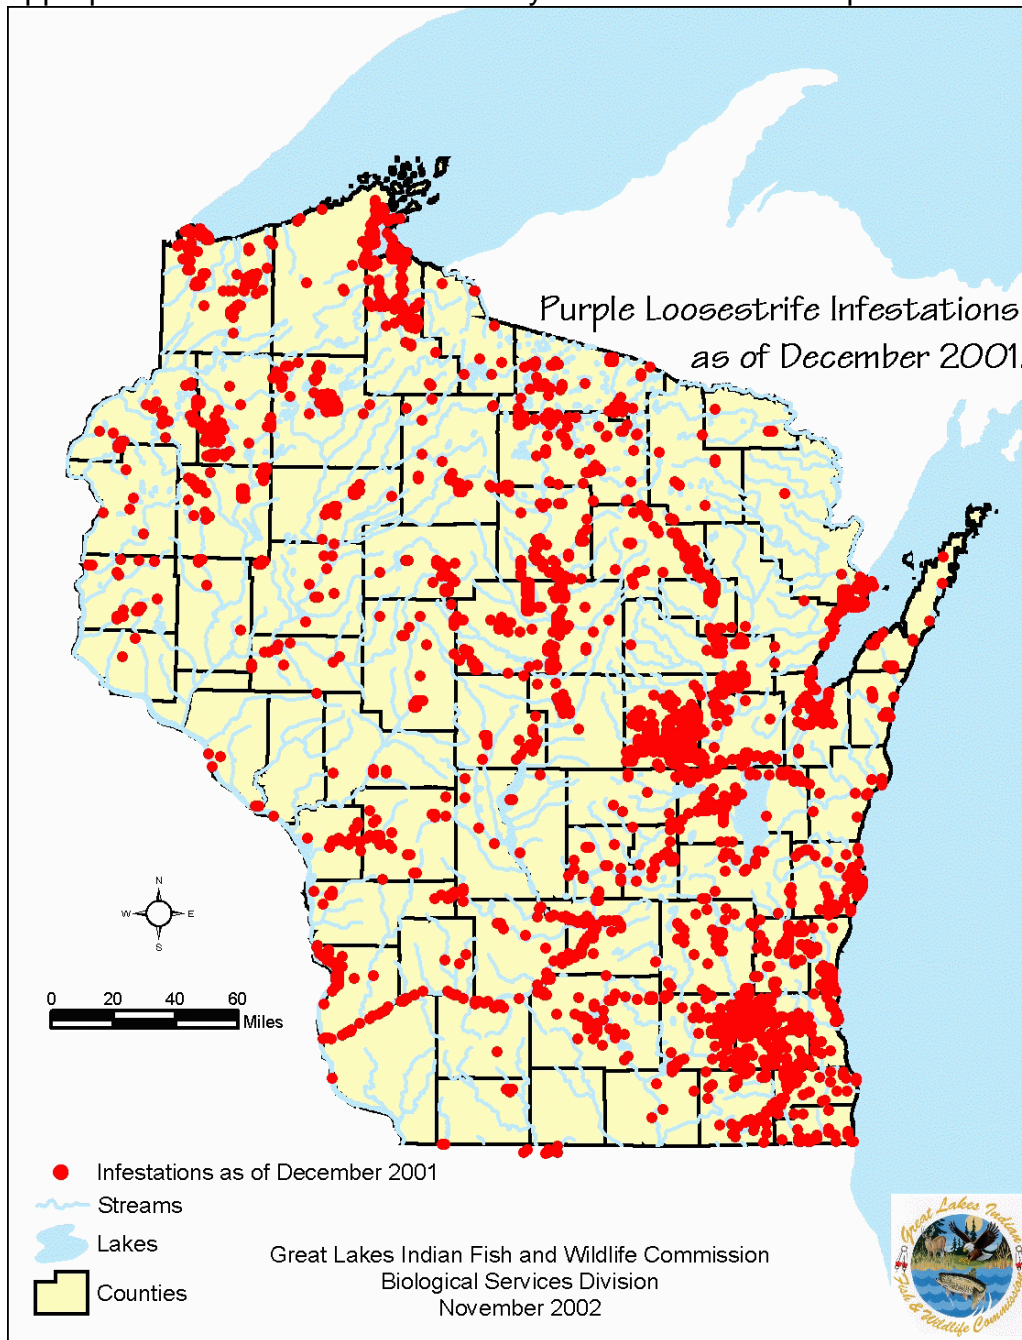 Purple Loosestrife Infestations
as of December 2001.
N
W E
S
0 20 40 60
Miles
Infestations as of December 2001
Streams
Lakes
Counties
Great Lakes Indian Fish and Wildlife Commission
Biological Services Division
November 2002
Great Lakes Indian
Fish & Wildlife Commission